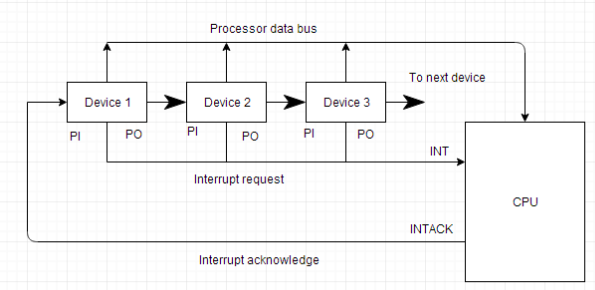 Processor data bus
To next device
Device 1
Device 2
Device 3
PI
PO
PI
PO
PI
PO
INT
Interrupt request
CPU
INTACK
Interrupt acknowledge